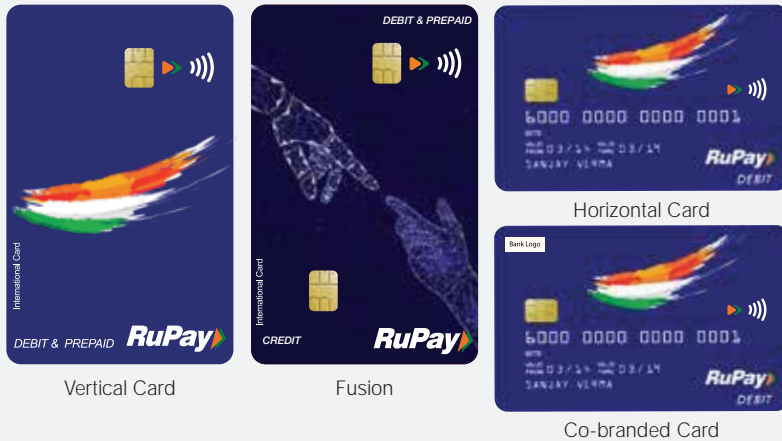 International Card
DEBIT & PREPAID RuPay
Vertical Card
DEBIT & PREPAID
International Card
CREDIT RuPay
Fusion
6000 0000 0000 0001
03/14 03/19
SANJAY VERMA
RuPay
DEBIT
Horizontal Card
Bank Logo
6000 0000 0000 0001
03/14 03/19
SANJAY VERMA
RuPay
DEBIT
Co-branded Card